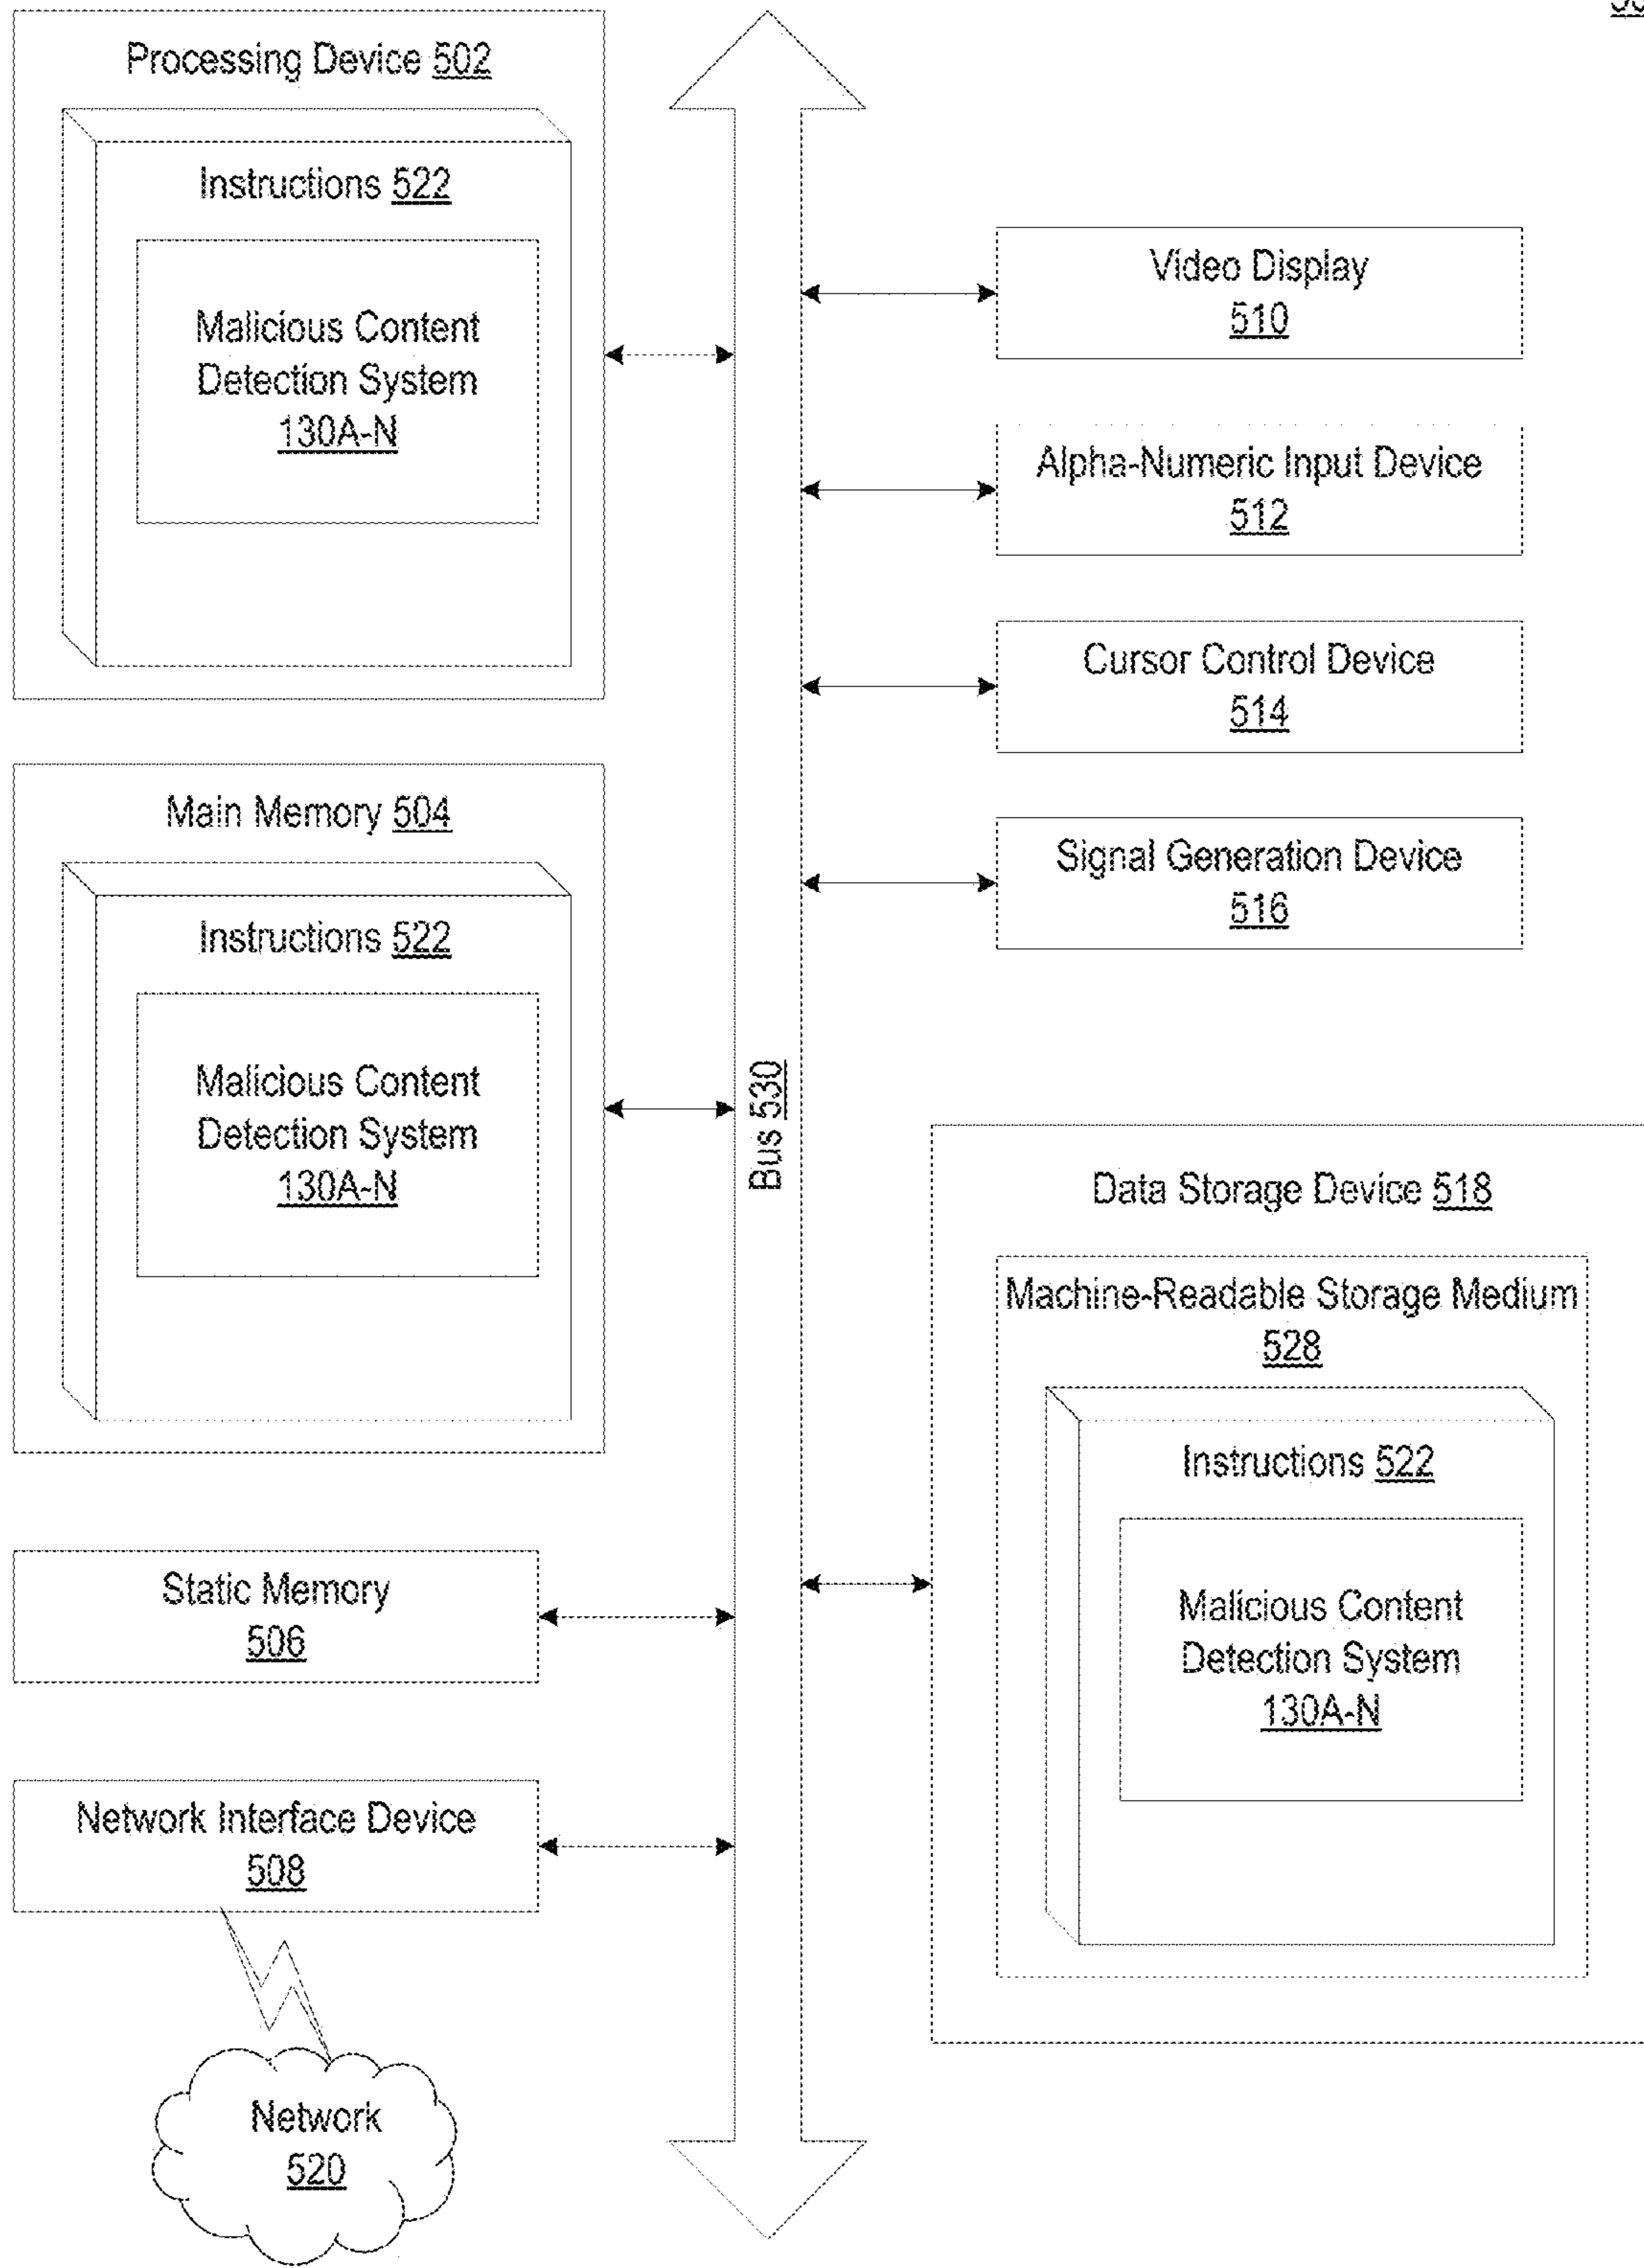 Processing Device 502
Instructions 522
Malicious Content
Detection System
130A-N
Main Memory 504
Instructions 522
Malicious Content
Detection System
130A-N
Static Memory
506
Network Interface Device
508
Network
520
Bus 530
Video Display
510
Alpha-Numeric Input Device
512
Cursor Control Device
514
Signal Generation Device
516
Data Storage Device 518
Machine-Readable Storage Medium
528
Instructions 522
Malicious Content
Detection System
130A-N